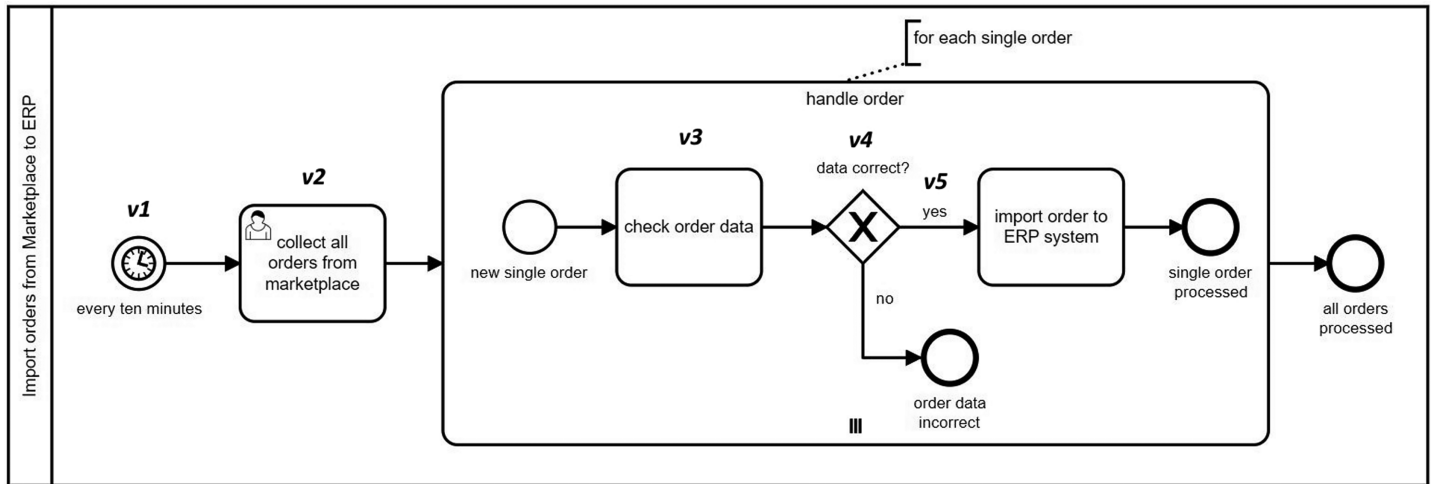 Import orders from Marketplace to ERP
for each single order
handle order
v1
every ten minutes
v2
collect all
orders from
marketplace
new single order
v3
check order data
v4
data correct?
X
v5
yes
no
import order to
ERP system
single order
processed
order data
incorrect
all orders
processed